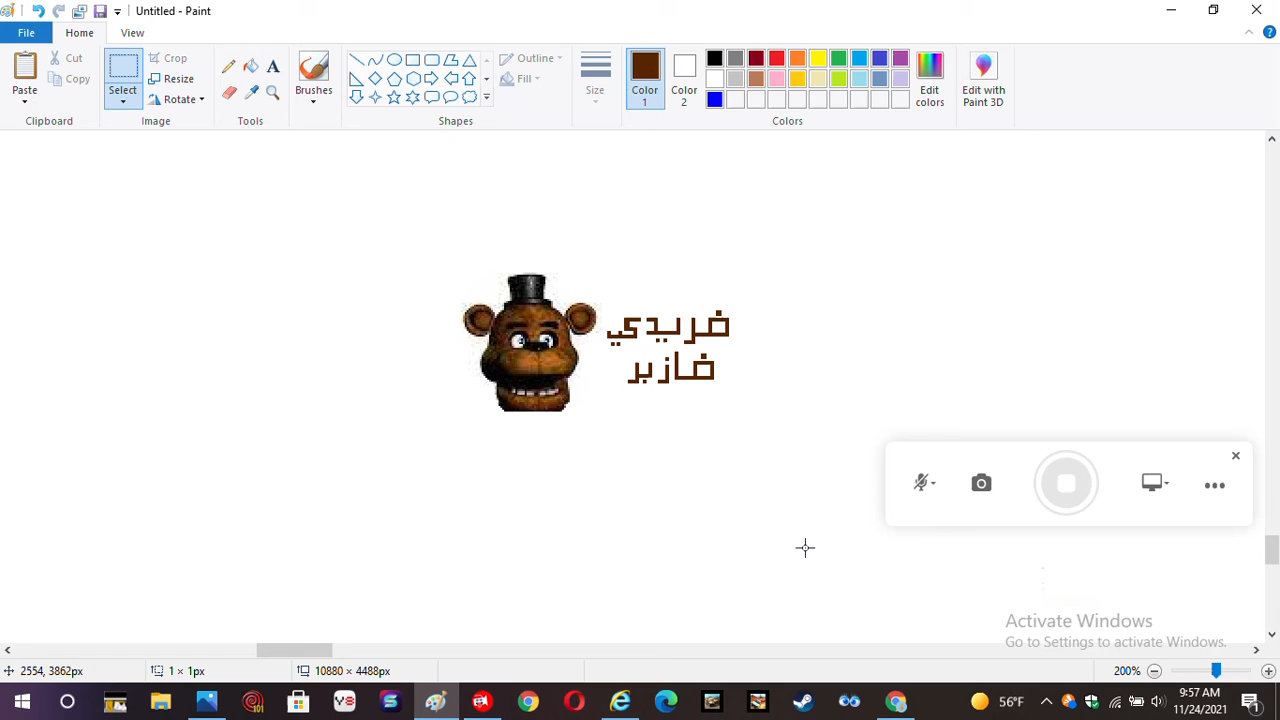 Untitled - Paint
File
Home
View
Paste
Cut
Copy
Clipboard
Select
Crop
Resize
Rotate
Image
Tools
Brushes
Shapes
Outline
Fill
Size
Color 1
Color 2
Colors
Edit colors
Edit with Paint 3D
فريدي
فازبر
Activate Windows
Go to Settings to activate Windows.
2554, 3862px
1 × 1px
10880 × 4488px
200%
56°F
9:57 AM
11/24/2021